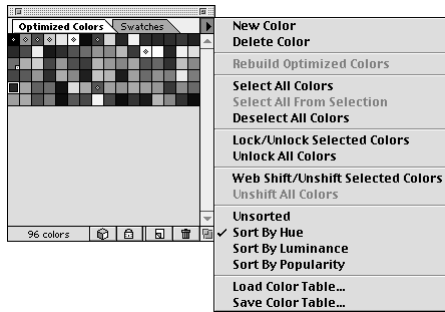 Optimized Colors
Swatches
New Color
Delete Color
Rebuild Optimized Colors
Select All Colors
Select All From Selection
Deselect All Colors
Lock/Unlock Selected Colors
Unlock All Colors
Web Shift/Unshift Selected Colors
Unshift All Colors
Unsorted
✓ Sort By Hue
Sort By Luminance
Sort By Popularity
Load Color Table...
Save Color Table...
96 colors